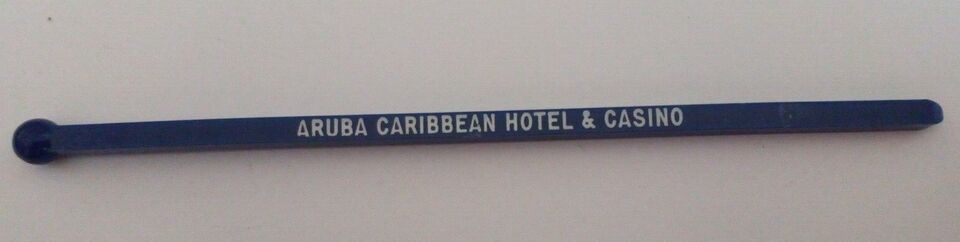 ARUBA CARIBBEAN HOTEL & CASINO